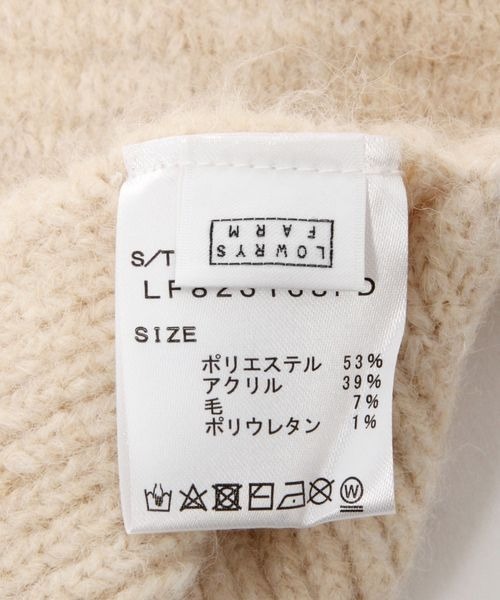 LOWRYS
FARM
S/T
SIZE
ポリエステル 53%
アクリル 39%
毛 7%
ポリウレタン 1%
W